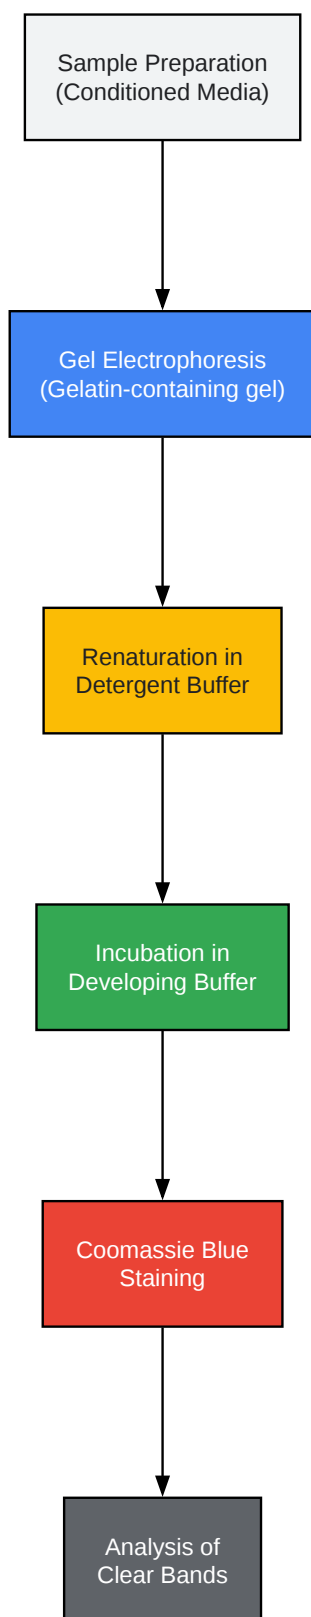 Sample Preparation
(Conditioned Media)
Gel Electrophoresis
(Gelatin-containing gel)
Renaturation in
Detergent Buffer
Incubation in
Developing Buffer
Coomassie Blue
Staining
Analysis of
Clear Bands